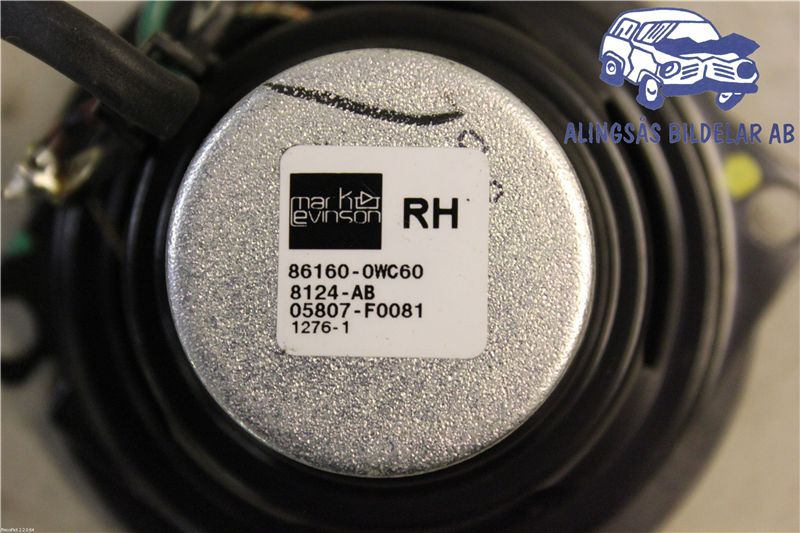 ALINGSÅS BILDELAR AB
mark levinson
RH
86160-0WC60
8124-AB
05807-F0081
1276-1